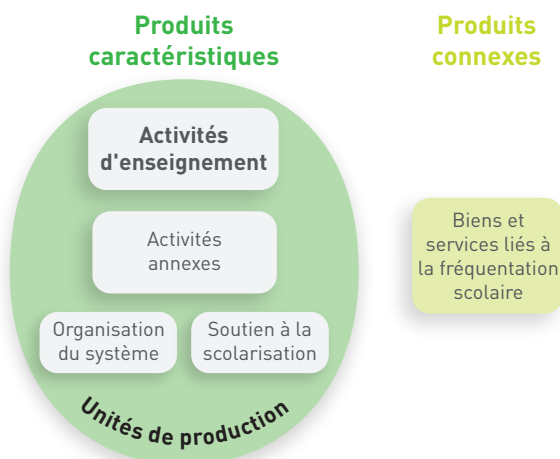 Produits
caractéristiques
Produits
connexes
Activités
d'enseignement
Activités
annexes
Biens et
services liés à
la fréquentation
scolaire
Organisation
du système
Soutien à la
scolarisation
Unités de production